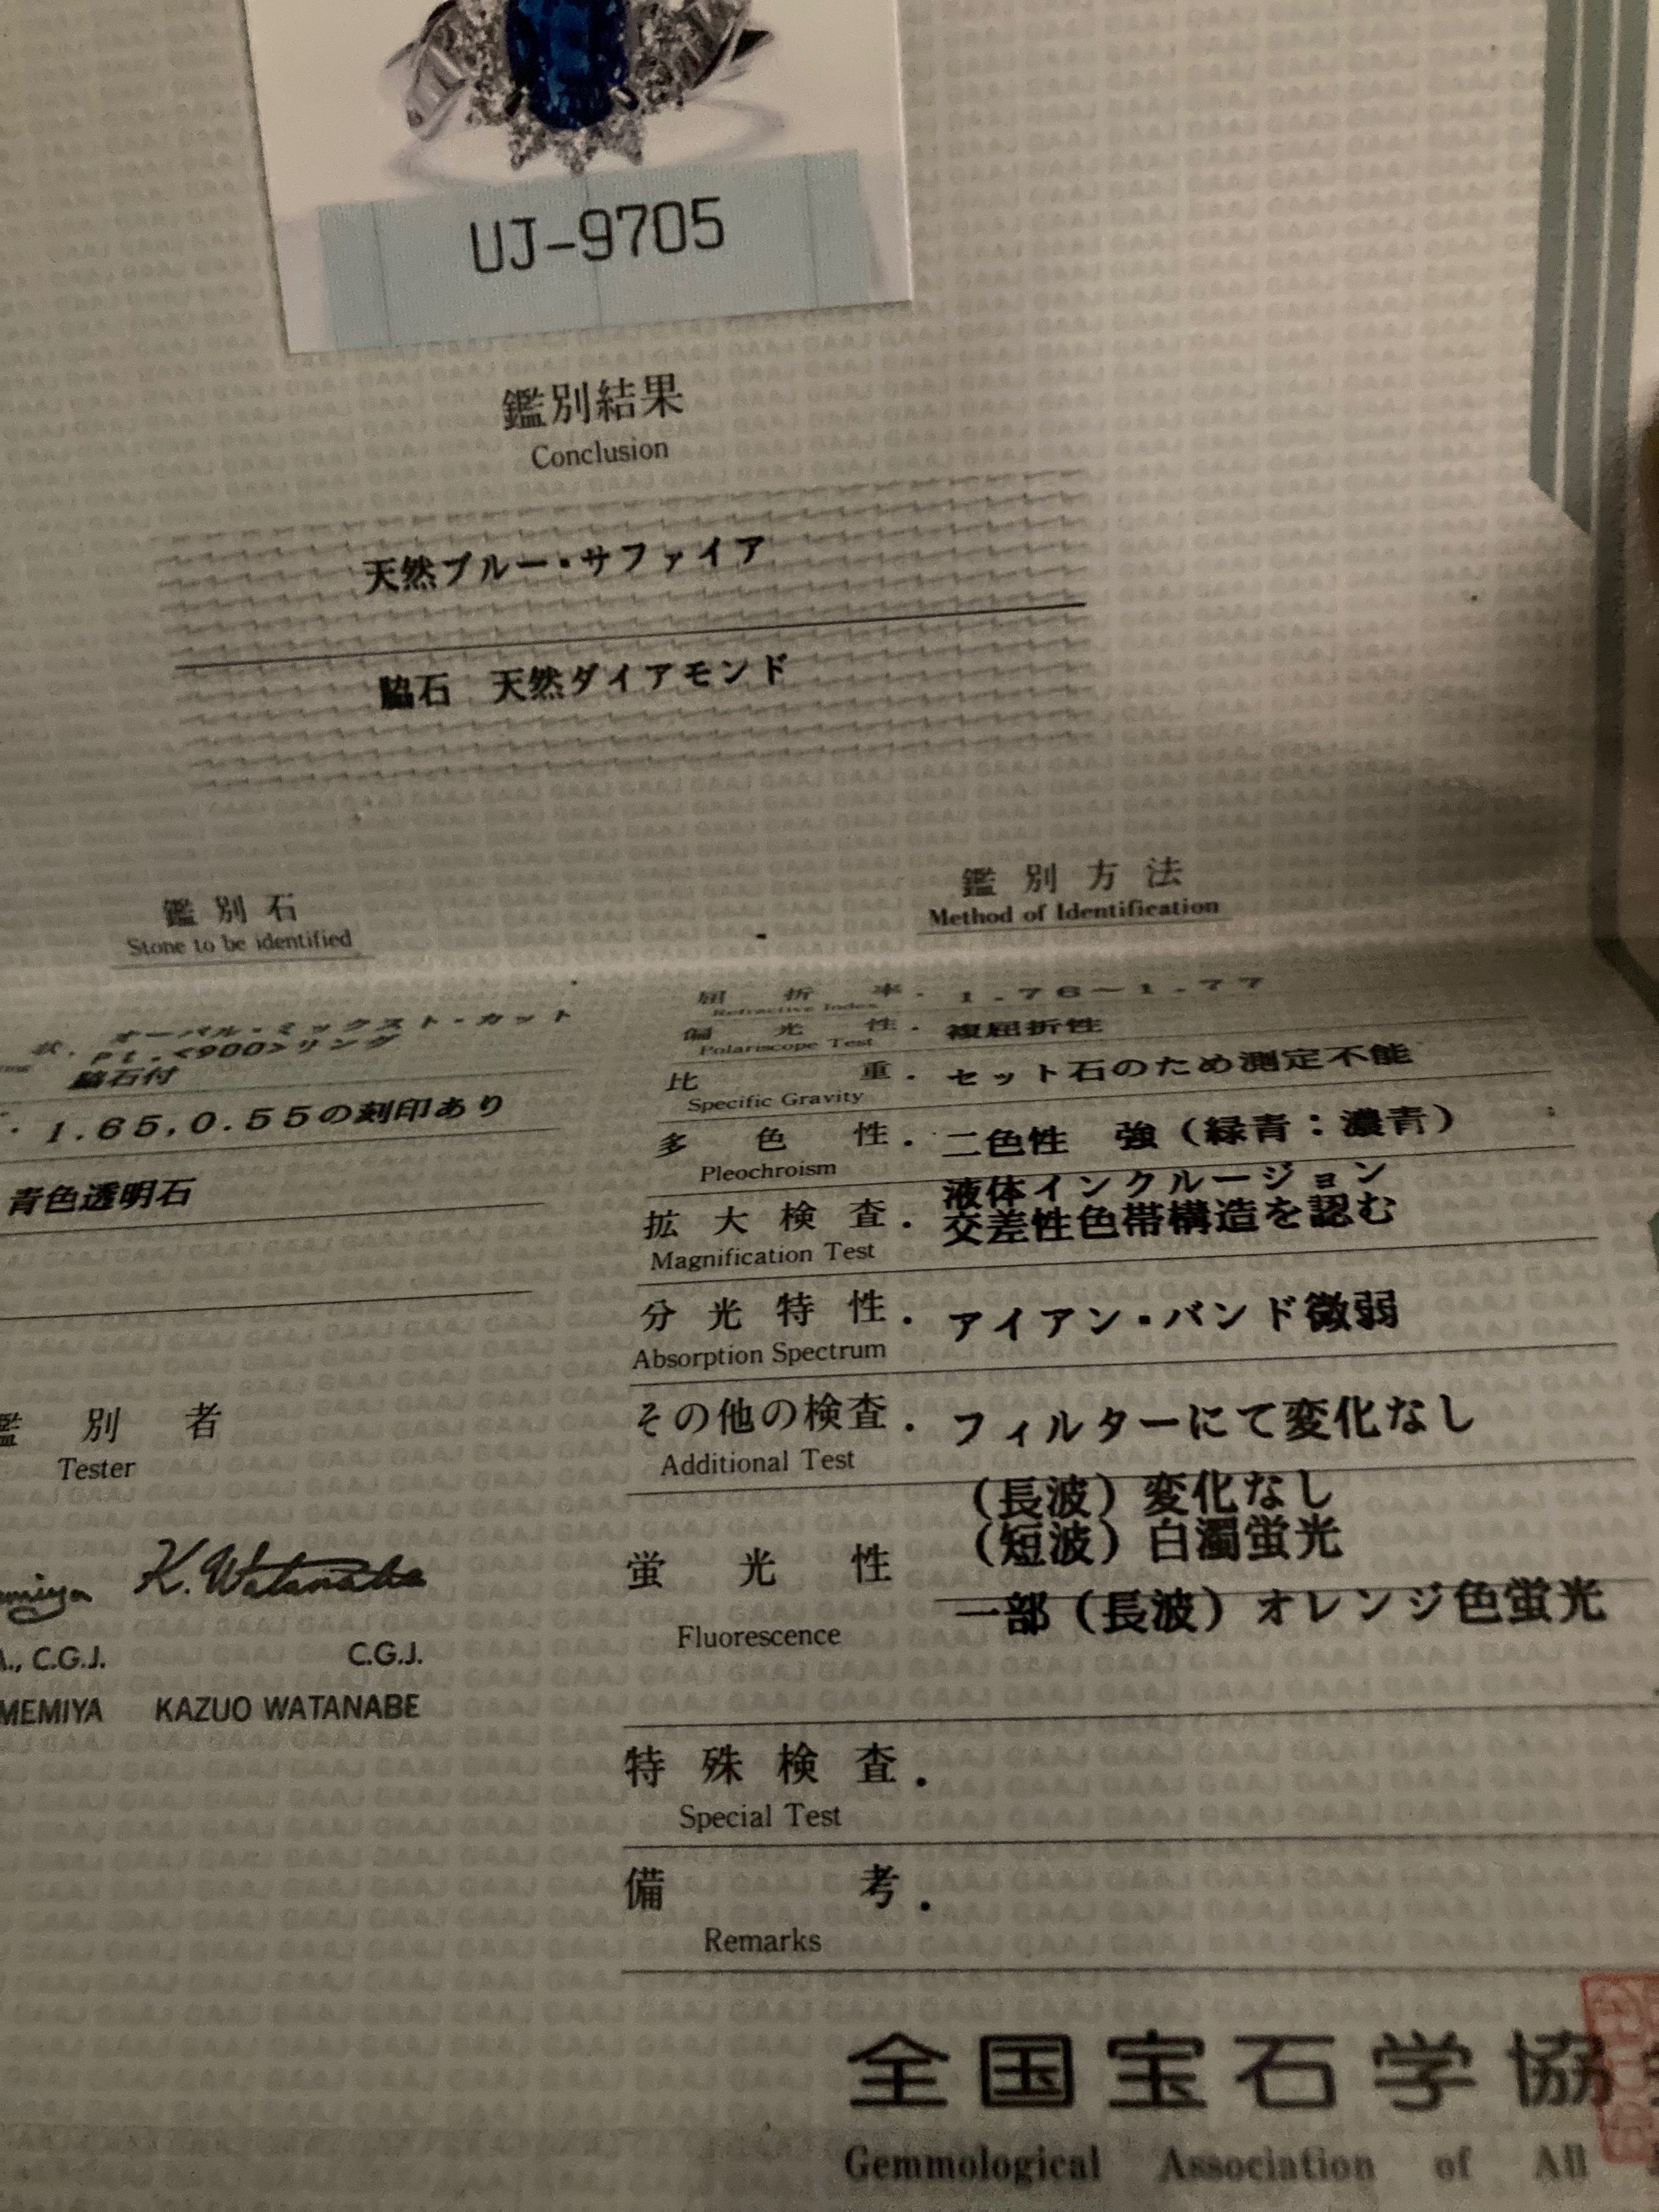 UJ-9705
鑑別結果
Conclusion
天然ブルー・サファイア
脇石 天然ダイアモンド
鑑別石
Stone to be identified
オーバル・ミックスト・カット
Pt.<900>リング
脇石付
1.65,0.55の刻印あり
青色透明石
鑑別者
Tester
K. Watanabe
C.G.J. C.G.J.
MEMIYA KAZUO WATANABE
鑑別方法
Method of Identification
屈折率. 1.76〜1.77
Refractive Index
偏光性. 複屈折性
Polariscope Test
比重. セット石のため測定不能
Specific Gravity
多色性. 二色性 強(緑青:濃青)
Pleochroism
液体インクルージョン
拡大検査. 交差性色帯構造を認む
Magnification Test
分光特性. アイアン・バンド微弱
Absorption Spectrum
その他の検査. フィルターにて変化なし
Additional Test
(長波)変化なし
(短波)白濁蛍光
蛍光性
一部(長波)オレンジ色蛍光
Fluorescence
特殊検査.
Special Test
備考.
Remarks
全国宝石学協
Gemmological Association of All